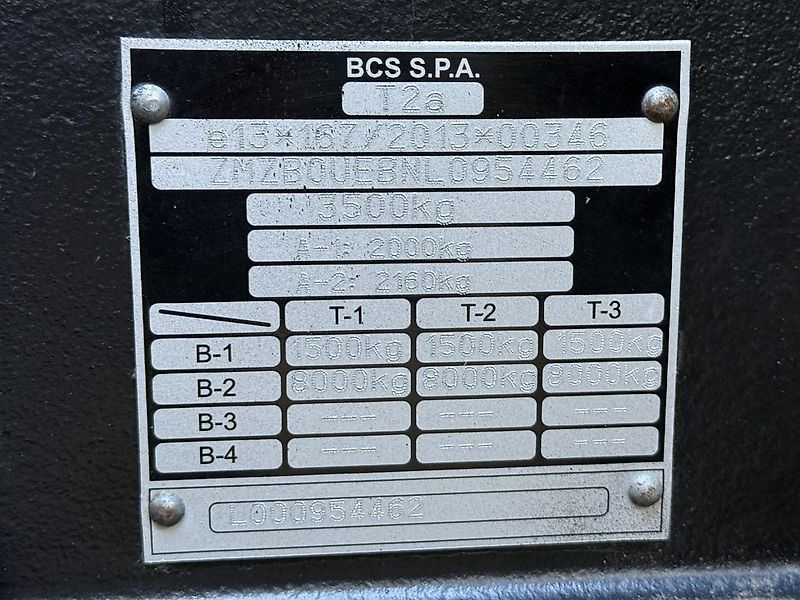 BCS S.P.A.
T2a
e13*167/2013*00346
ZMZB0UEBNL0954462
3500kg
A-1: 2000kg
A-2: 2160kg
T-1 T-2 T-3
B-1 1500kg 1500kg 1500kg
B-2 8000kg 8000kg 8000kg
B-3 --- --- ---
B-4 --- --- ---
L000954462